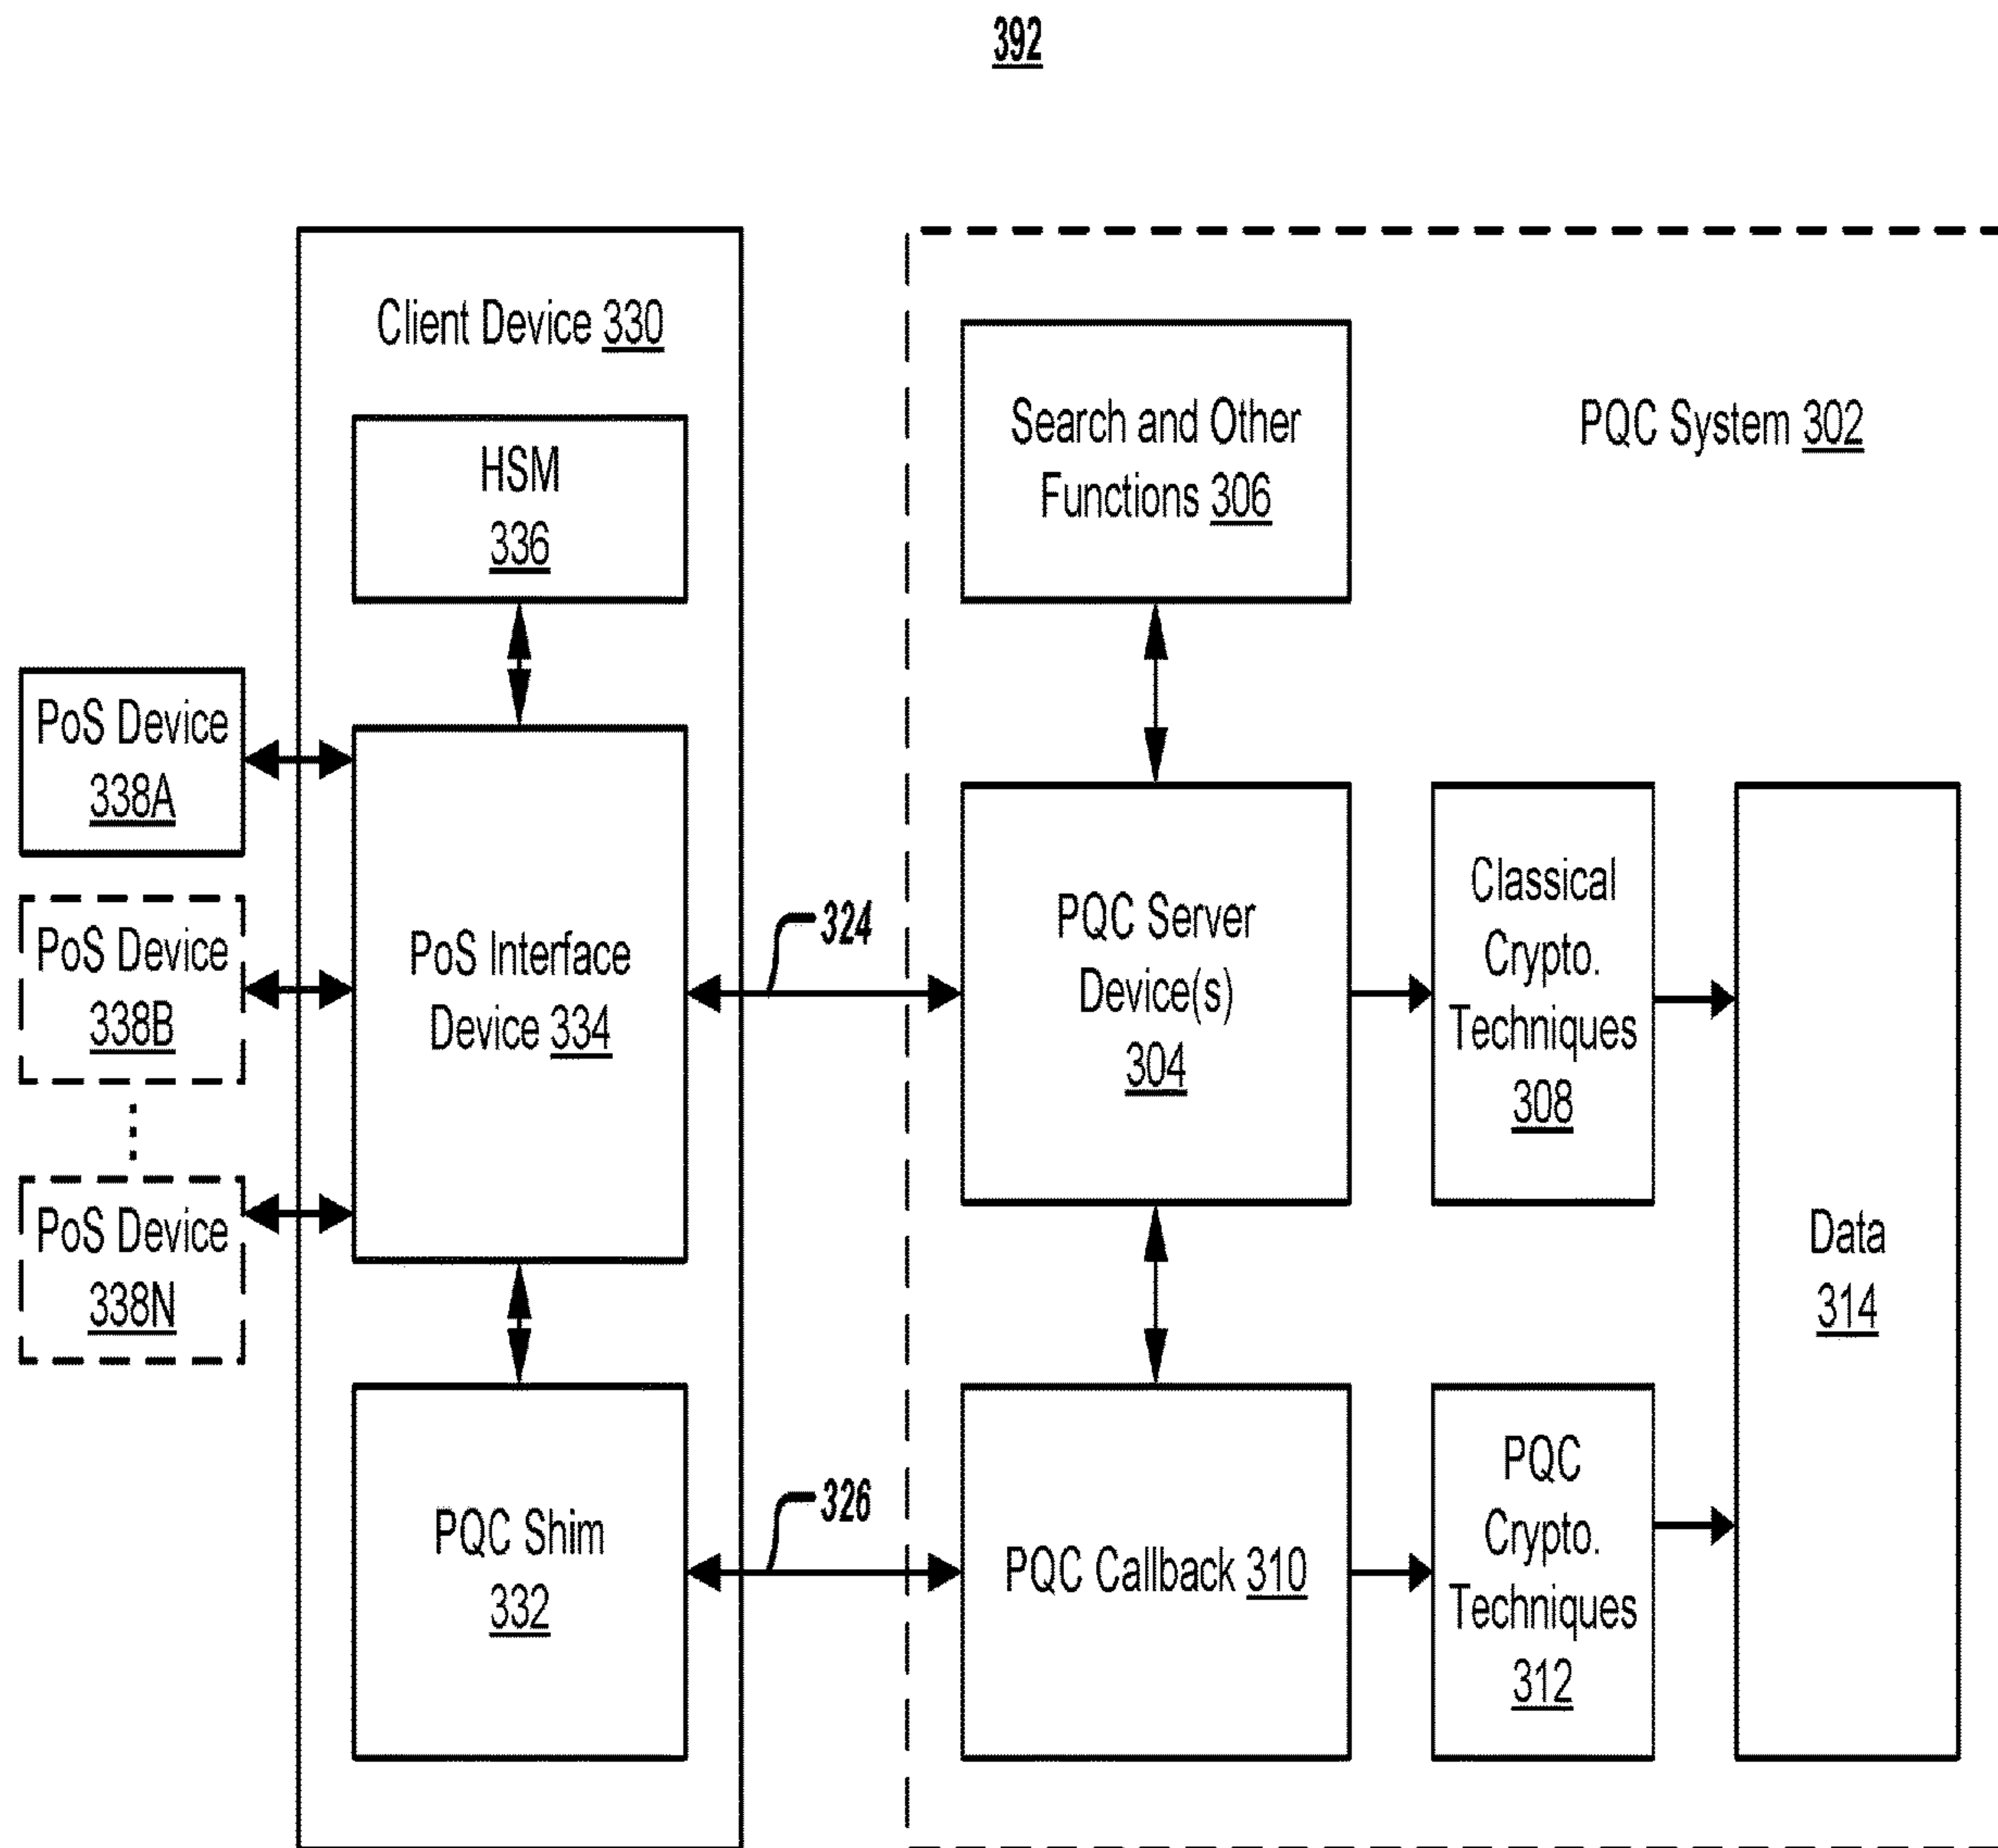 392
Client Device 330
HSM
336
PoS Device
338A
PoS Device
338B
PoS Device
338N
PoS Interface
Device 334
PQC Shim
332
324
326
PQC System 302
Search and Other
Functions 306
PQC Server
Device(s)
304
Classical
Crypto.
Techniques
308
PQC Callback 310
PQC
Crypto.
Techniques
312
Data
314